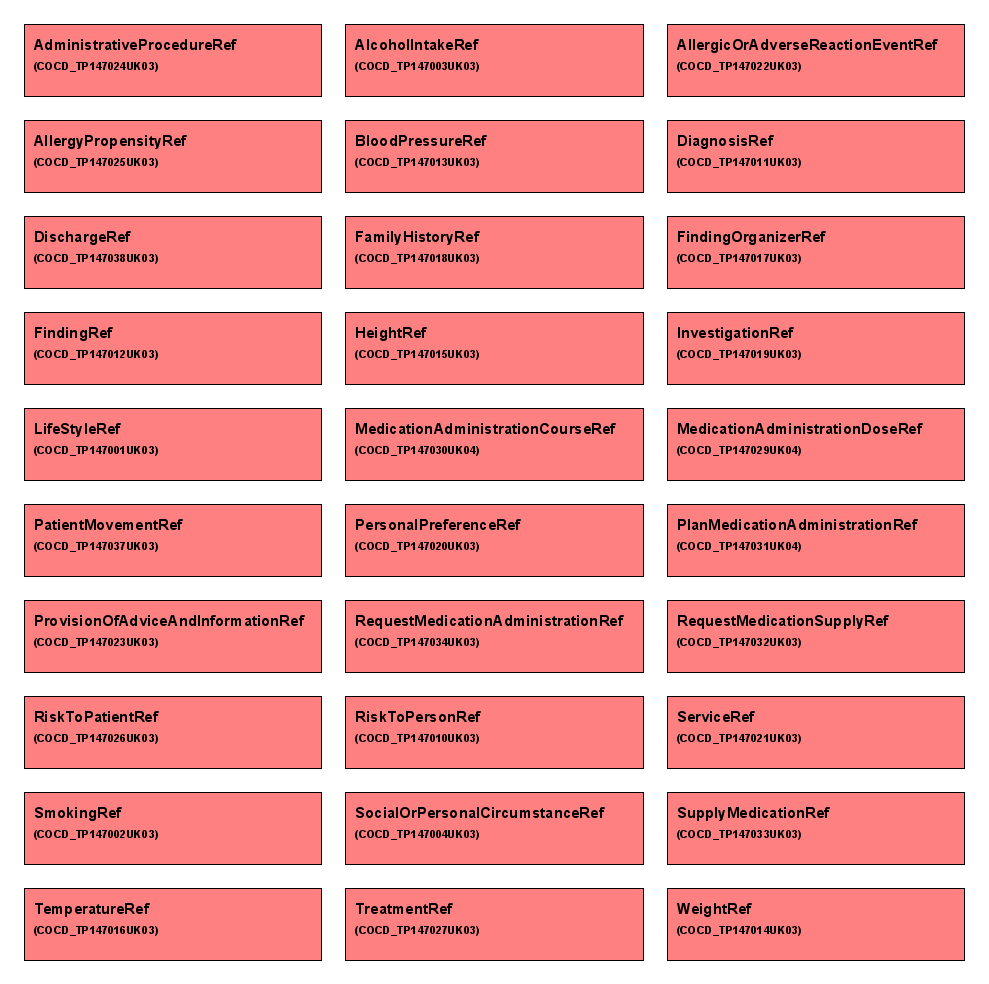 AdministrativeProcedureRef
(COCD_TP147024UK03)
AlcoholIntakeRef
(COCD_TP147003UK03)
AllergicOrAdverseReactionEventRef
(COCD_TP147022UK03)
AllergyPropensityRef
(COCD_TP147025UK03)
BloodPressureRef
(COCD_TP147013UK03)
DiagnosisRef
(COCD_TP147011UK03)
DischargeRef
(COCD_TP147038UK03)
FamilyHistoryRef
(COCD_TP147018UK03)
FindingOrganizerRef
(COCD_TP147017UK03)
FindingRef
(COCD_TP147012UK03)
HeightRef
(COCD_TP147015UK03)
InvestigationRef
(COCD_TP147019UK03)
LifeStyleRef
(COCD_TP147001UK03)
MedicationAdministrationCourseRef
(COCD_TP147030UK04)
MedicationAdministrationDoseRef
(COCD_TP147029UK04)
PatientMovementRef
(COCD_TP147037UK03)
PersonalPreferenceRef
(COCD_TP147020UK03)
PlanMedicationAdministrationRef
(COCD_TP147031UK04)
ProvisionOfAdviceAndInformationRef
(COCD_TP147023UK03)
RequestMedicationAdministrationRef
(COCD_TP147034UK03)
RequestMedicationSupplyRef
(COCD_TP147032UK03)
RiskToPatientRef
(COCD_TP147026UK03)
RiskToPersonRef
(COCD_TP147010UK03)
ServiceRef
(COCD_TP147021UK03)
SmokingRef
(COCD_TP147002UK03)
SocialOrPersonalCircumstanceRef
(COCD_TP147004UK03)
SupplyMedicationRef
(COCD_TP147033UK03)
TemperatureRef
(COCD_TP147016UK03)
TreatmentRef
(COCD_TP147027UK03)
WeightRef
(COCD_TP147014UK03)